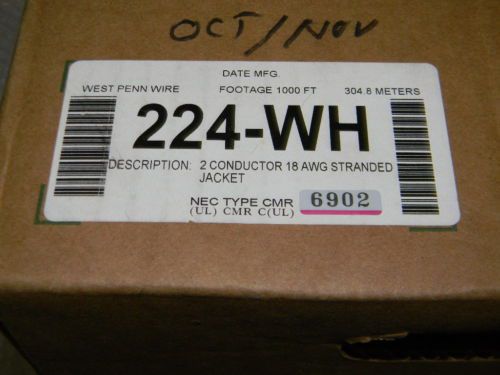 OCT/NOV
DATE MFG.
WEST PENN WIRE FOOTAGE 1000 FT 304.8 METERS
224-WH
DESCRIPTION: 2 CONDUCTOR 18 AWG STRANDED
JACKET
NEC TYPE CMR 6902
(UL) CMR C(UL)